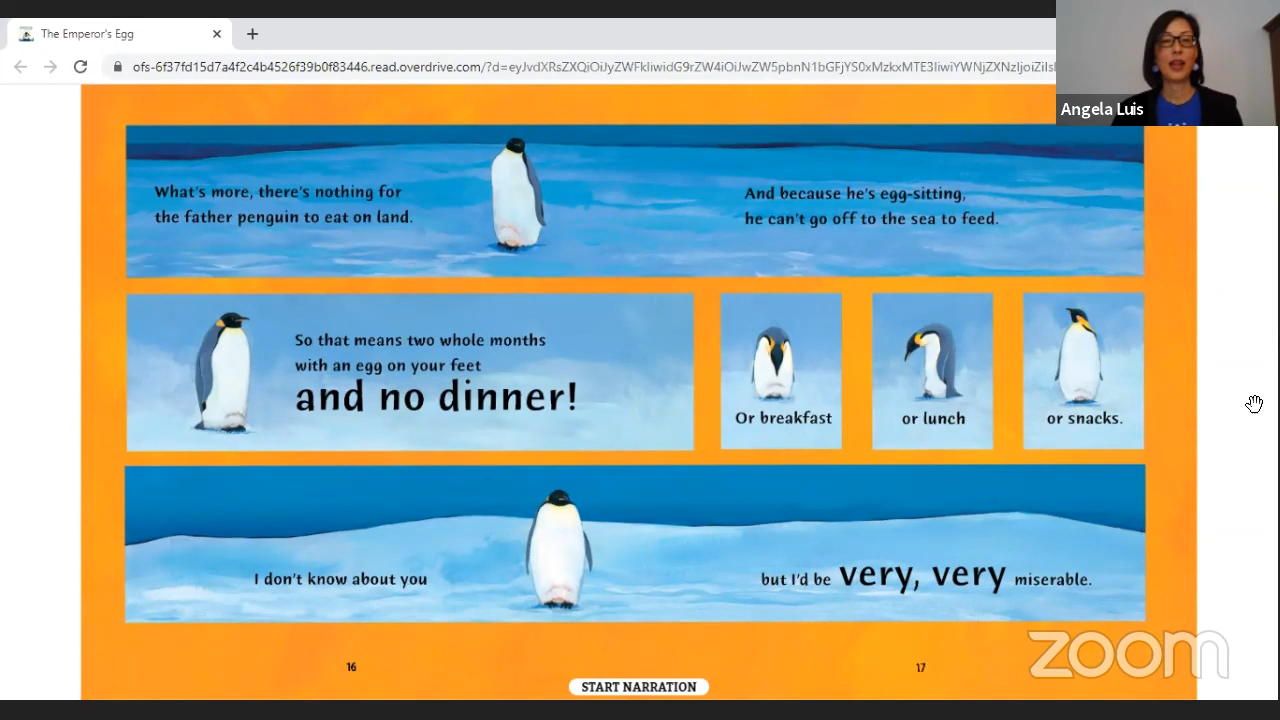 The Emperor's Egg
ofs-6f37fd15d7a4f2c4b4526f39b0f83446.read.overdrive.com/?d=
Angela Luis
What's more, there's nothing for
the father penguin to eat on land.
And because he's egg-sitting,
he can't go off to the sea to feed.
So that means two whole months
with an egg on your feet
and no dinner!
Or breakfast
or lunch
or snacks.
I don't know about you
but I'd be very, very miserable.
16
17
START NARRATION
zoom